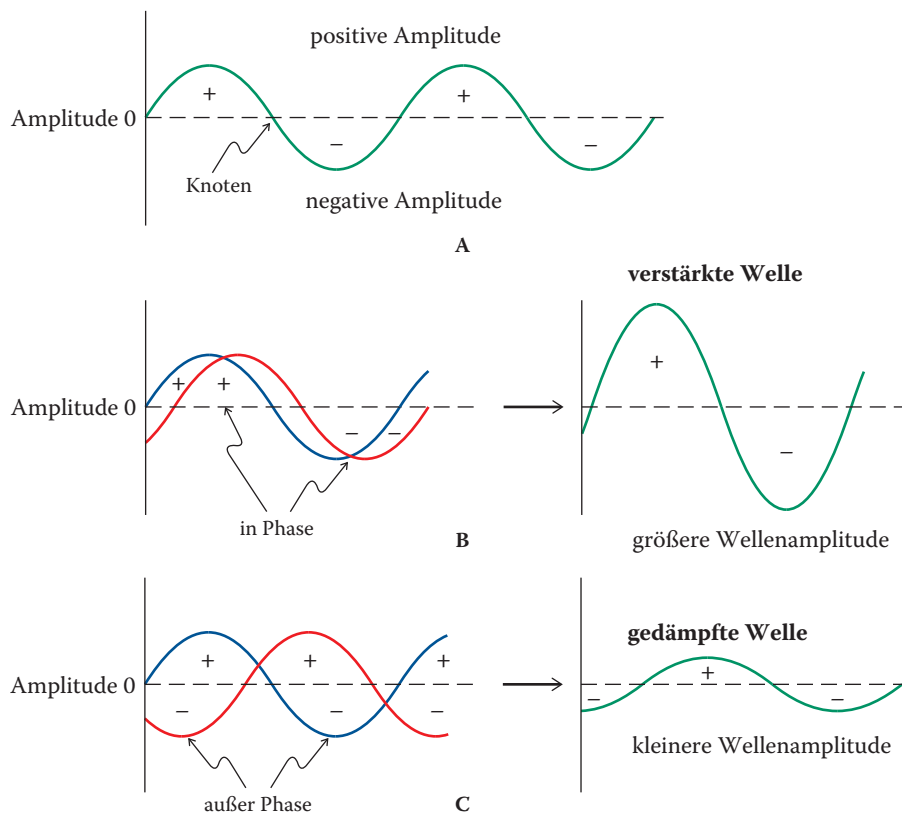 positive Amplitude
+
+
Amplitude 0
−
−
Knoten
negative Amplitude
A
verstärkte Welle
+
+
+
Amplitude 0
−
−
−
in Phase
B
größere Wellenamplitude
gedämpfte Welle
+
+
+
+
Amplitude 0
−
−
−
−
−
kleinere Wellenamplitude
außer Phase
C